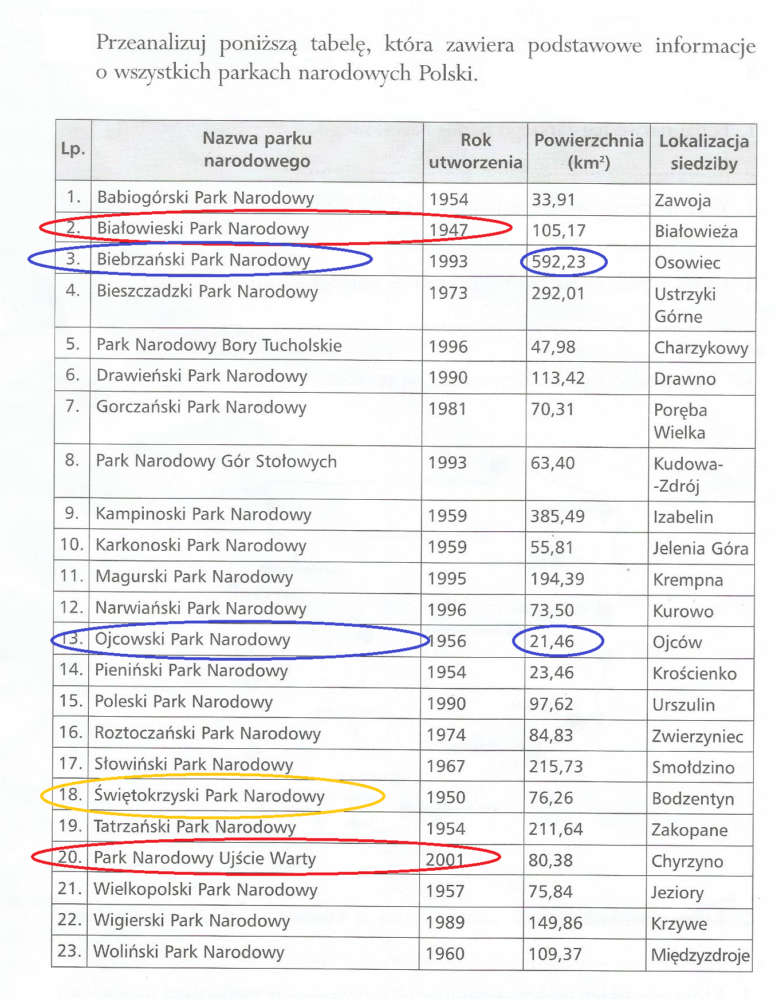 Przeanalizuj poniższą tabelę, która zawiera podstawowe informacje
o wszystkich parkach narodowych Polski.
Lp. Nazwa parku narodowego Rok utworzenia Powierzchnia (km²) Lokalizacja siedziby
1. Babiogórski Park Narodowy 1954 33,91 Zawoja
2. Białowieski Park Narodowy 1947 105,17 Białowieża
3. Biebrzański Park Narodowy 1993 592,23 Osowiec
4. Bieszczadzki Park Narodowy 1973 292,01 Ustrzyki
Górne
5. Park Narodowy Bory Tucholskie 1996 47,98 Charzykowy
6. Drawieński Park Narodowy 1990 113,42 Drawno
7. Gorczański Park Narodowy 1981 70,31 Poręba
Wielka
8. Park Narodowy Gór Stołowych 1993 63,40 Kudowa-
-Zdrój
9. Kampinoski Park Narodowy 1959 385,49 Izabelin
10. Karkonoski Park Narodowy 1959 55,81 Jelenia Góra
11. Magurski Park Narodowy 1995 194,39 Krempna
12. Narwiański Park Narodowy 1996 73,50 Kurowo
13. Ojcowski Park Narodowy 1956 21,46 Ojców
14. Pieniński Park Narodowy 1954 23,46 Krościenko
15. Poleski Park Narodowy 1990 97,62 Urszulin
16. Roztoczański Park Narodowy 1974 84,83 Zwierzyniec
17. Słowiński Park Narodowy 1967 215,73 Smołdzino
18. Świętokrzyski Park Narodowy 1950 76,26 Bodzentyn
19. Tatrzański Park Narodowy 1954 211,64 Zakopane
20. Park Narodowy Ujście Warty 2001 80,38 Chyrzyno
21. Wielkopolski Park Narodowy 1957 75,84 Jeziory
22. Wigierski Park Narodowy 1989 149,86 Krzywe
23. Woliński Park Narodowy 1960 109,37 Międzyzdroje